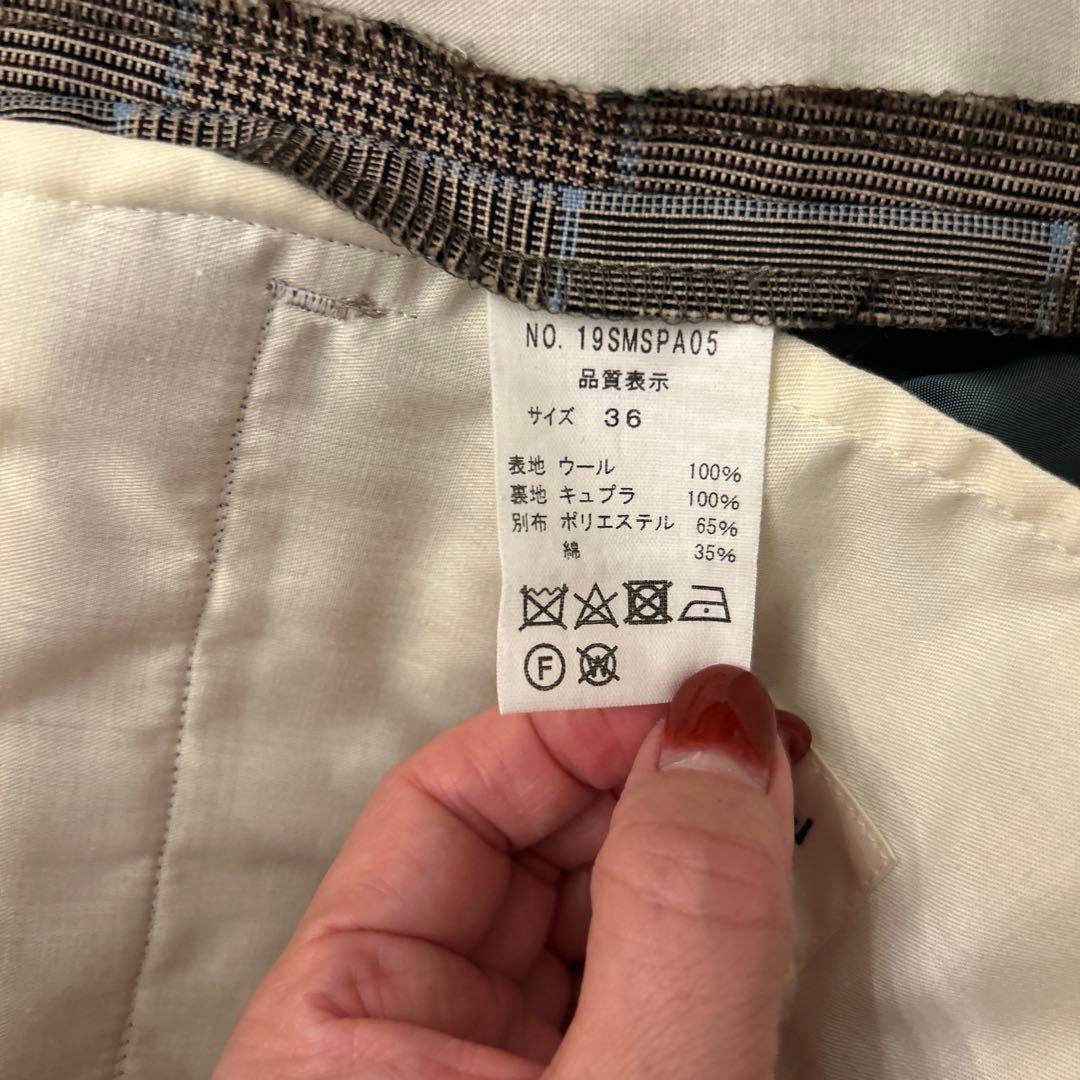 NO. 19SMSPA05
品質表示
サイズ 36
表地 ウール 100%
裏地 キュプラ 100%
別布 ポリエステル 65%
綿 35%
F W